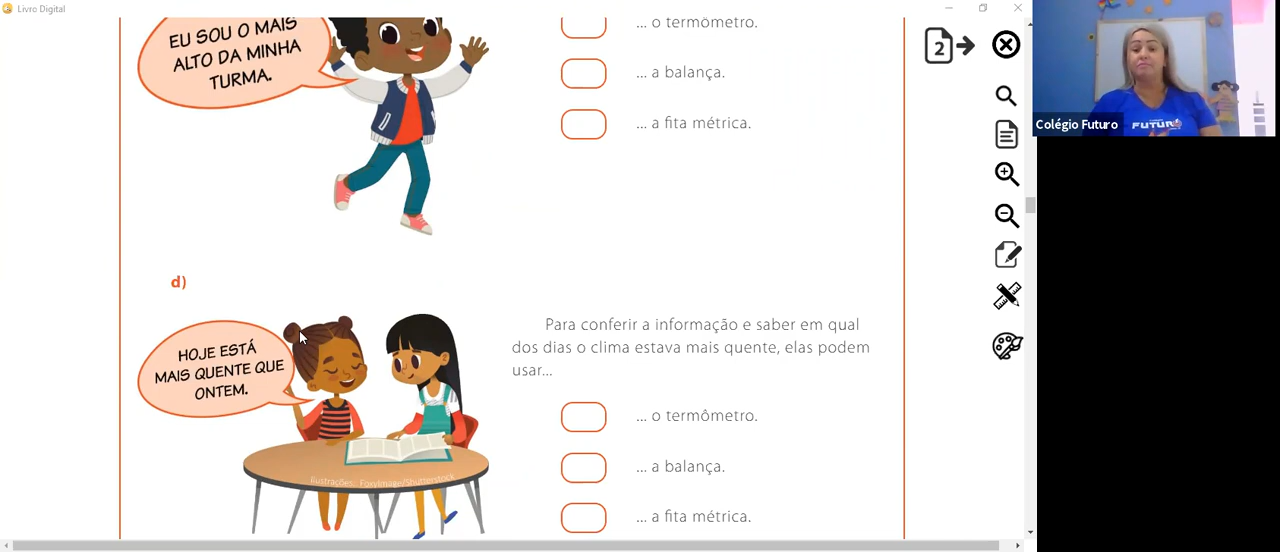 Livro Digital
EU SOU O MAIS
ALTO DA MINHA
TURMA.
... o termômetro.
... a balança.
... a fita métrica.
2
Colégio Futuro
FUTURO
d)
HOJE ESTÁ
MAIS QUENTE QUE
ONTEM.
Para conferir a informação e saber em qual
dos dias o clima estava mais quente, elas podem
usar...
... o termômetro.
... a balança.
... a fita métrica.
Ilustrações: FoxyImage/Shutterstock